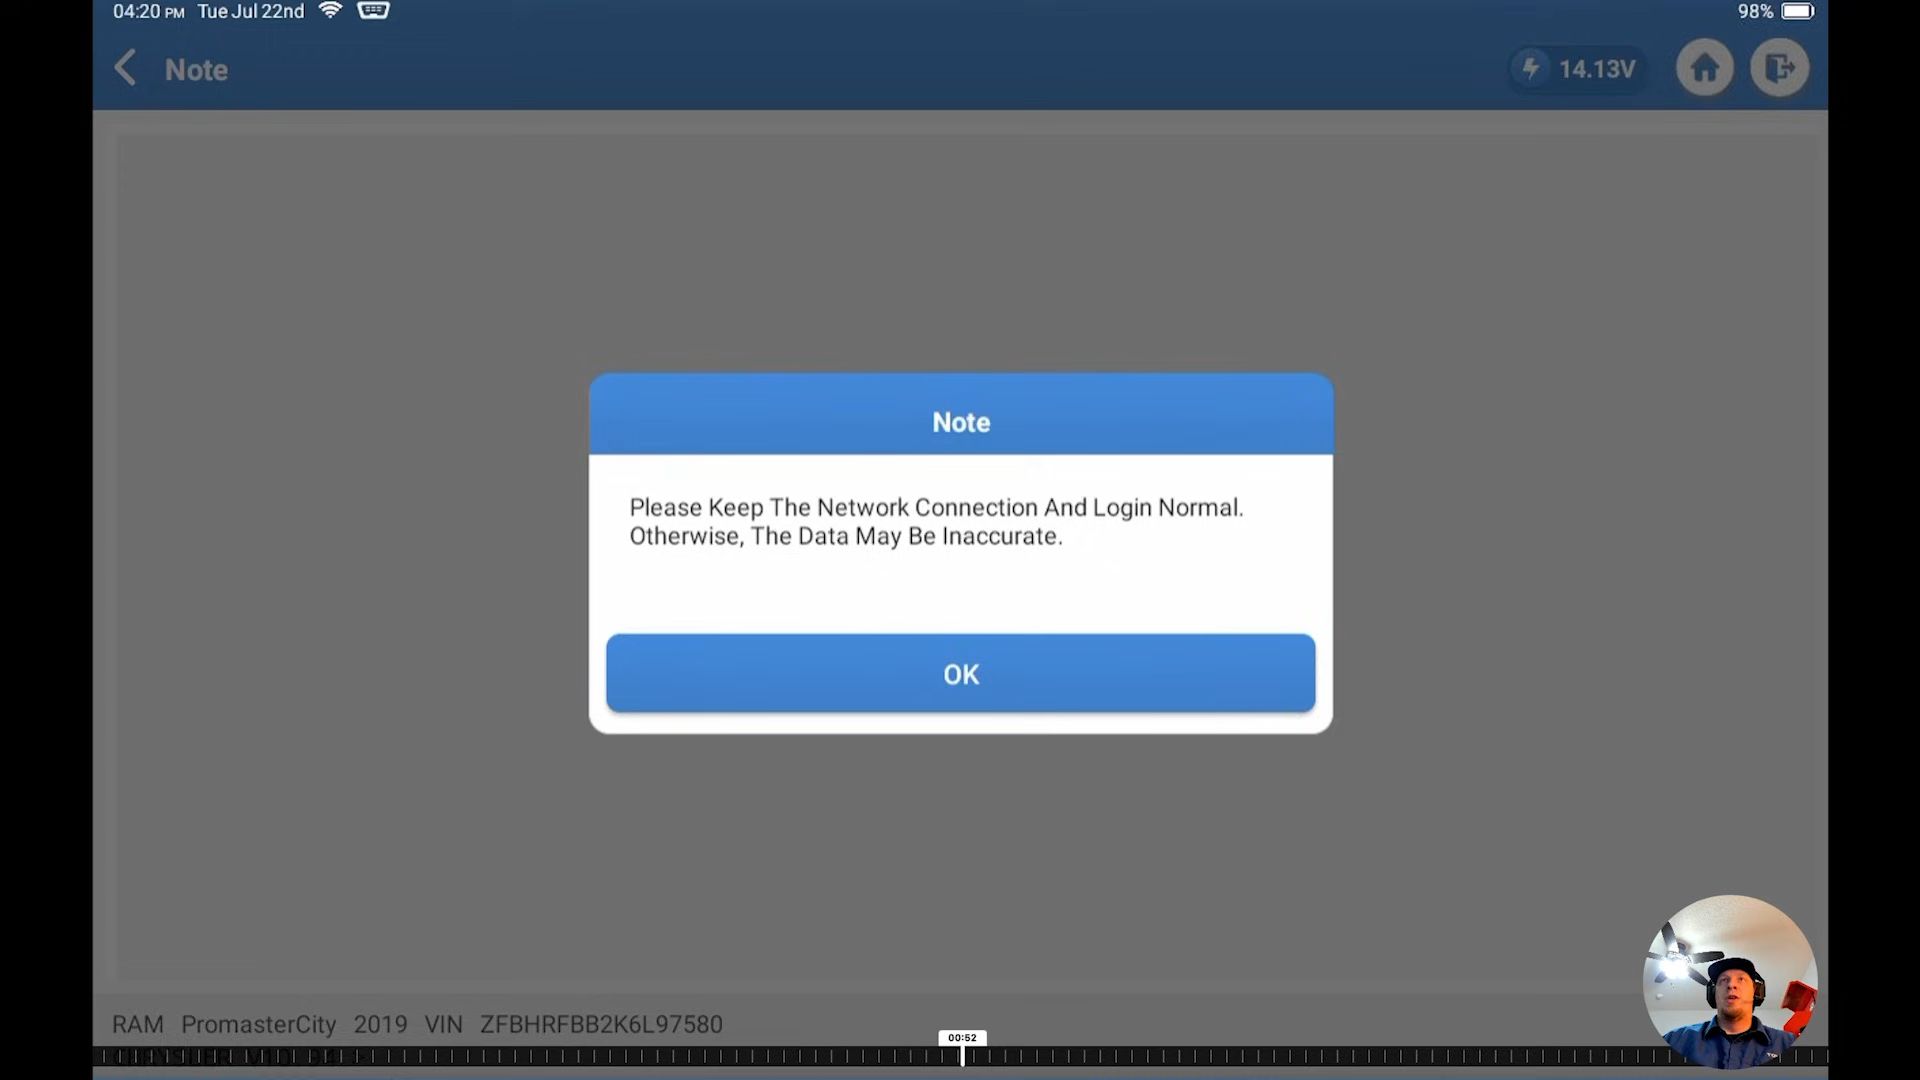 04:20 PM Tue Jul 22nd 98%
Note 14.13V
Note
Please Keep The Network Connection And Login Normal.
Otherwise, The Data May Be Inaccurate.
OK
RAM PromasterCity 2019 VIN ZFBHRFBB2K6L97580
00:52